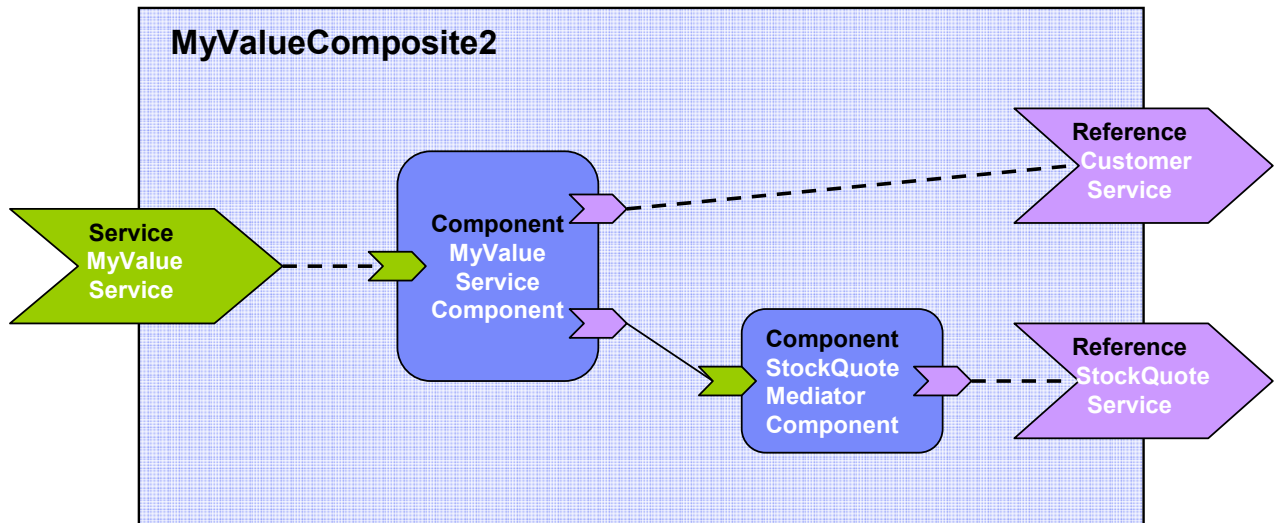 MyValueComposite2
Service
MyValue
Service
Component
MyValue
Service
Component
Component
StockQuote
Mediator
Component
Reference
Customer
Service
Reference
StockQuote
Service